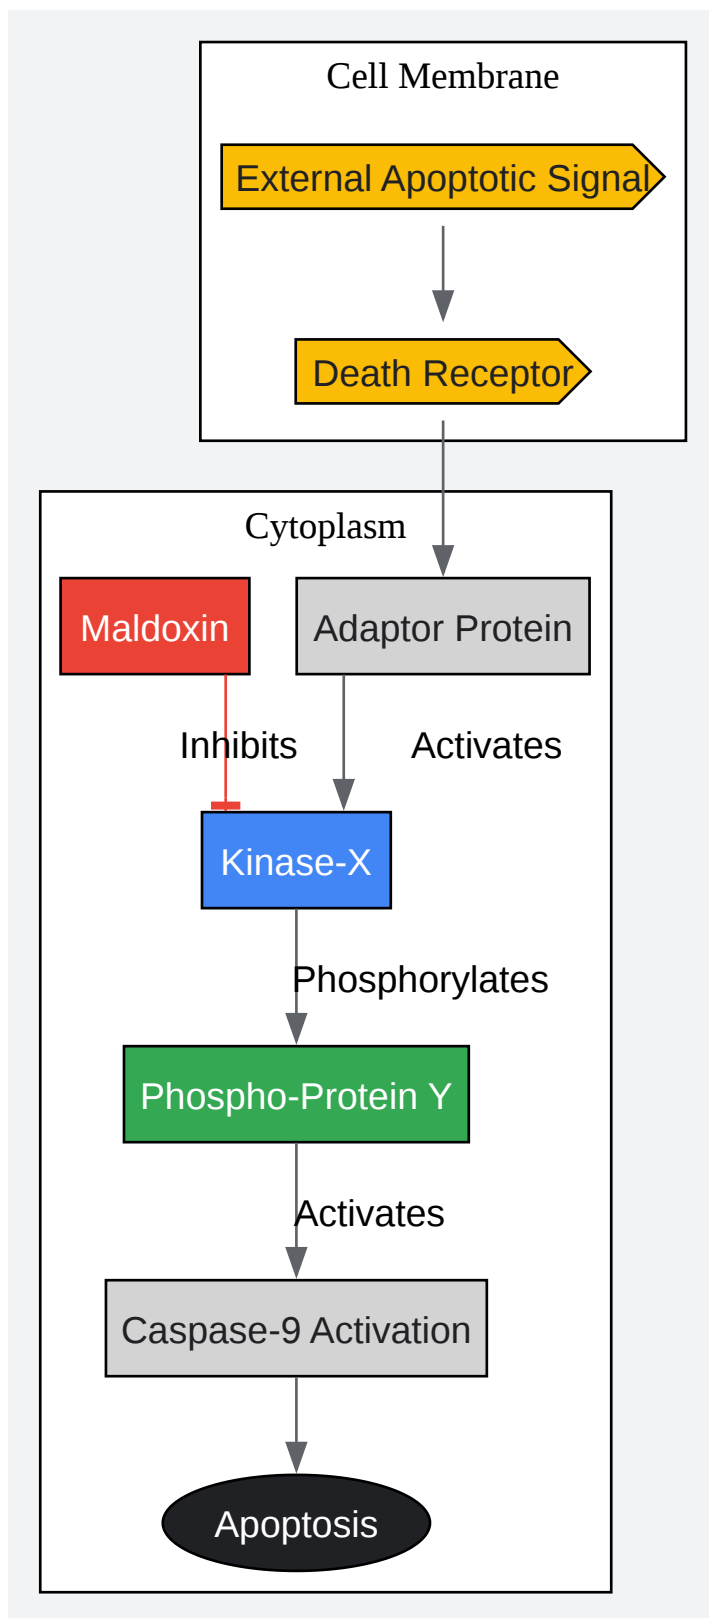 Cell Membrane
External Apoptotic Signal
Death Receptor
Cytoplasm
Maldoxin
Adaptor Protein
Inhibits
Activates
Kinase-X
Phosphorylates
Phospho-Protein Y
Activates
Caspase-9 Activation
Apoptosis